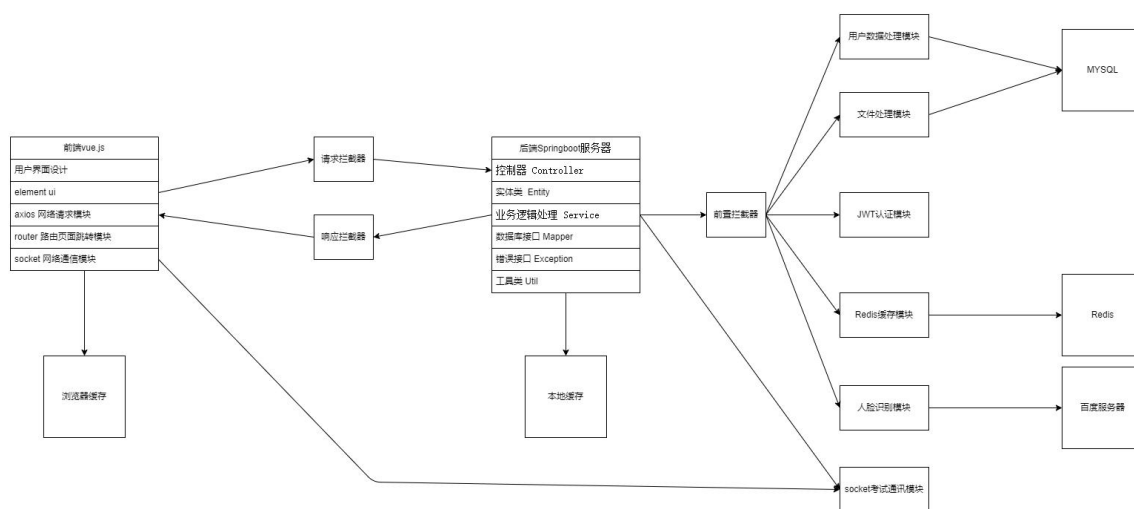 前端vue.js
用户界面设计
element ui
axios 网络请求模块
router 路由页面跳转模块
socket 网络通信模块
浏览器缓存
请求拦截器
响应拦截器
后端Springboot服务器
控制器 Controller
实体类 Entity
业务逻辑处理 Service
数据库接口 Mapper
错误接口 Exception
工具类 Util
本地缓存
前置拦截器
用户数据处理模块
文件处理模块
JWT认证模块
Redis缓存模块
人脸识别模块
socket考试通讯模块
MYSQL
Redis
百度服务器